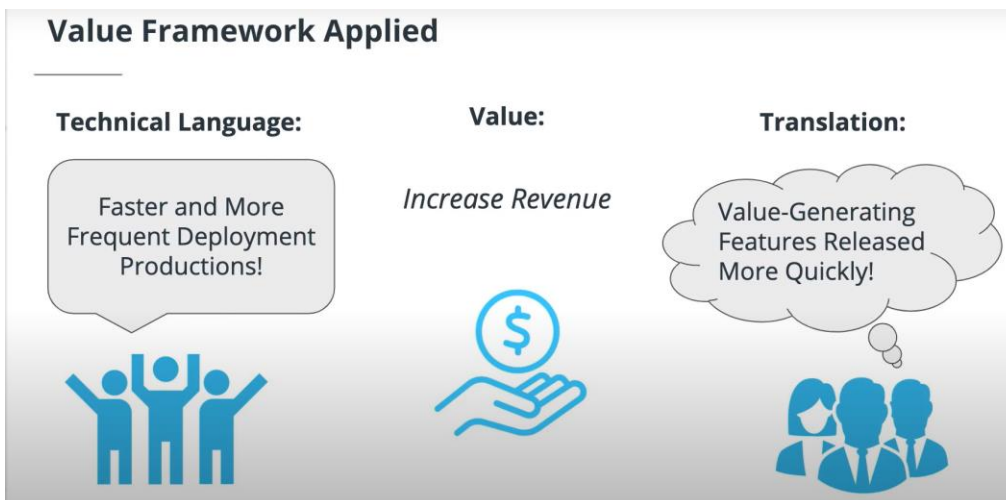 Value Framework Applied
Technical Language:
Faster and More
Frequent Deployment
Productions!
Value:
Increase Revenue
$
Translation:
Value-Generating
Features Released
More Quickly!